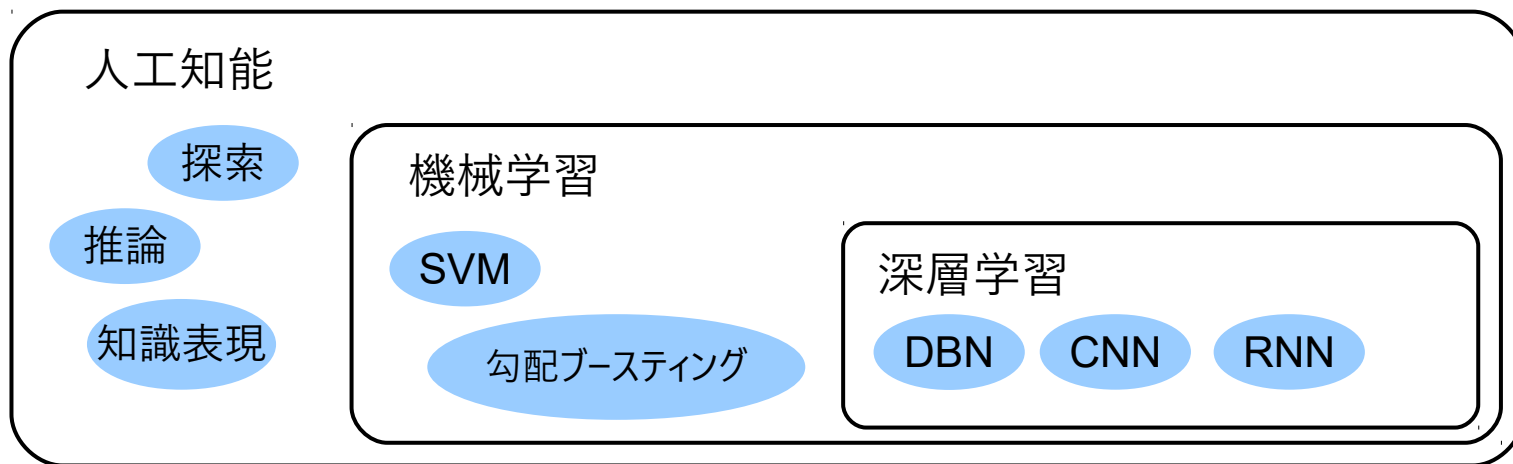 人工知能
探索
推論
知識表現
機械学習
SVM
勾配ブースティング
深層学習
DBN
CNN
RNN